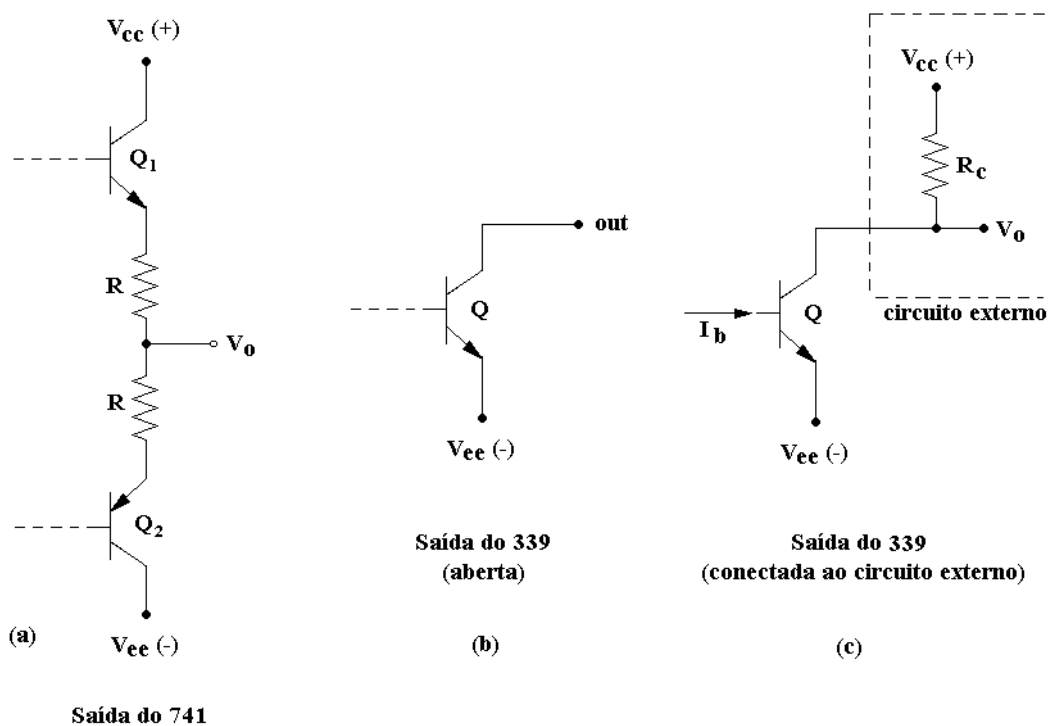 Vcc (+)
Q1
R
Vo
R
Q2
Vee (-)
(a)
Saída do 741
out
Q
Vee (-)
Saída do 339
(aberta)
(b)
Vcc (+)
Rc
Vo
circuito externo
Ib
Q
Vee (-)
Saída do 339
(conectada ao circuito externo)
(c)